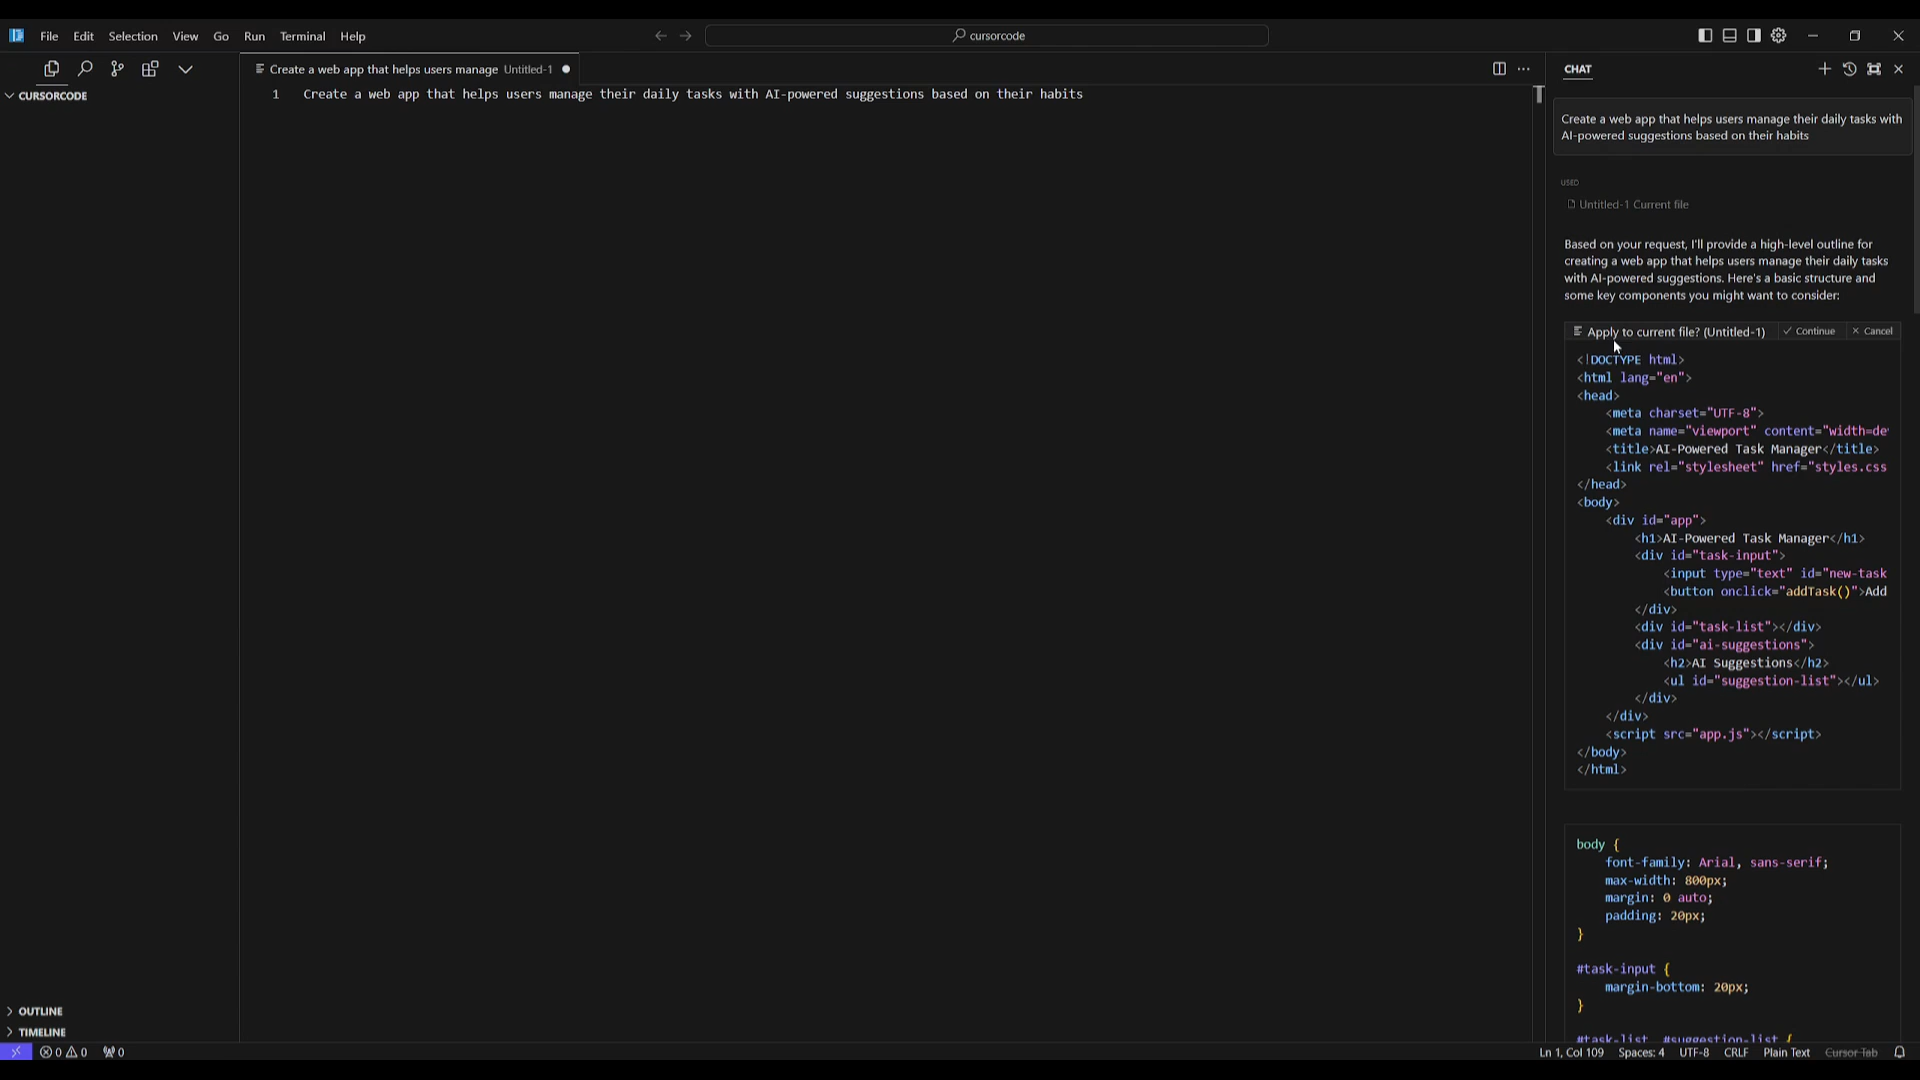 File Edit Selection View Go Run Terminal Help
cursorcode
CURSORCODE
Create a web app that helps users manage Untitled-1
1 Create a web app that helps users manage their daily tasks with AI-powered suggestions based on their habits
CHAT
Create a web app that helps users manage their daily tasks with
AI-powered suggestions based on their habits
USED
Untitled-1 Current file
Based on your request, I'll provide a high-level outline for
creating a web app that helps users manage their daily tasks
with AI-powered suggestions. Here's a basic structure and
some key components you might want to consider:
Apply to current file? (Untitled-1) Continue Cancel
<!DOCTYPE html>
<html lang="en">
<head>
<meta charset="UTF-8">
<meta name="viewport" content="width=de
<title>AI-Powered Task Manager</title>
<link rel="stylesheet" href="styles.css
</head>
<body>
<div id="app">
<h1>AI-Powered Task Manager</h1>
<div id="task-input">
<input type="text" id="new-task
<button onclick="addTask()">Add
</div>
<div id="task-list"></div>
<div id="ai-suggestions">
<h2>AI Suggestions</h2>
<ul id="suggestion-list"></ul>
</div>
</div>
<script src="app.js"></script>
</body>
</html>
body {
font-family: Arial, sans-serif;
max-width: 800px;
margin: 0 auto;
padding: 20px;
}
#task-input {
margin-bottom: 20px;
}
#task-list, #suggestion-list {
OUTLINE
TIMELINE
0 0 0
Ln 1, Col 109 Spaces: 4 UTF-8 CRLF Plain Text Cursor Tab